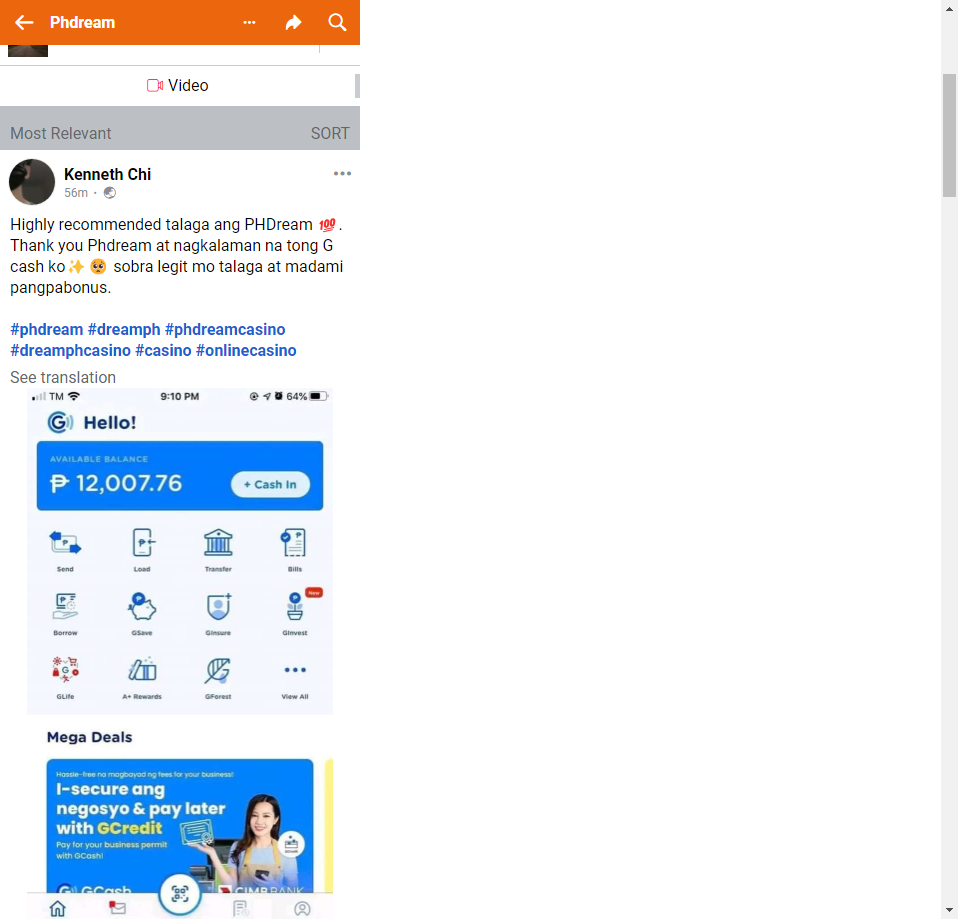 Phdream
Video
Most Relevant SORT
Kenneth Chi
56m ·
Highly recommended talaga ang PHDream 💯.
Thank you Phdream at nagkalaman na tong G
cash ko✨ 🥺 sobra legit mo talaga at madami
pangpabonus.
#phdream #dreamph #phdreamcasino
#dreamphcasino #casino #onlinecasino
See translation
TM 9:10 PM 64%
G Hello!
AVAILABLE BALANCE
₱ 12,007.76 + Cash In
Send Load Transfer Bills
New
Borrow GSave GInsure GInvest
GLife A+ Rewards GForest View All
Mega Deals
Hassle-free na magbayad ng fees for your business!
I-secure ang
negosyo & pay later
with GCredit
Pay for your business permit
with GCash!
GCash CIMB BANK